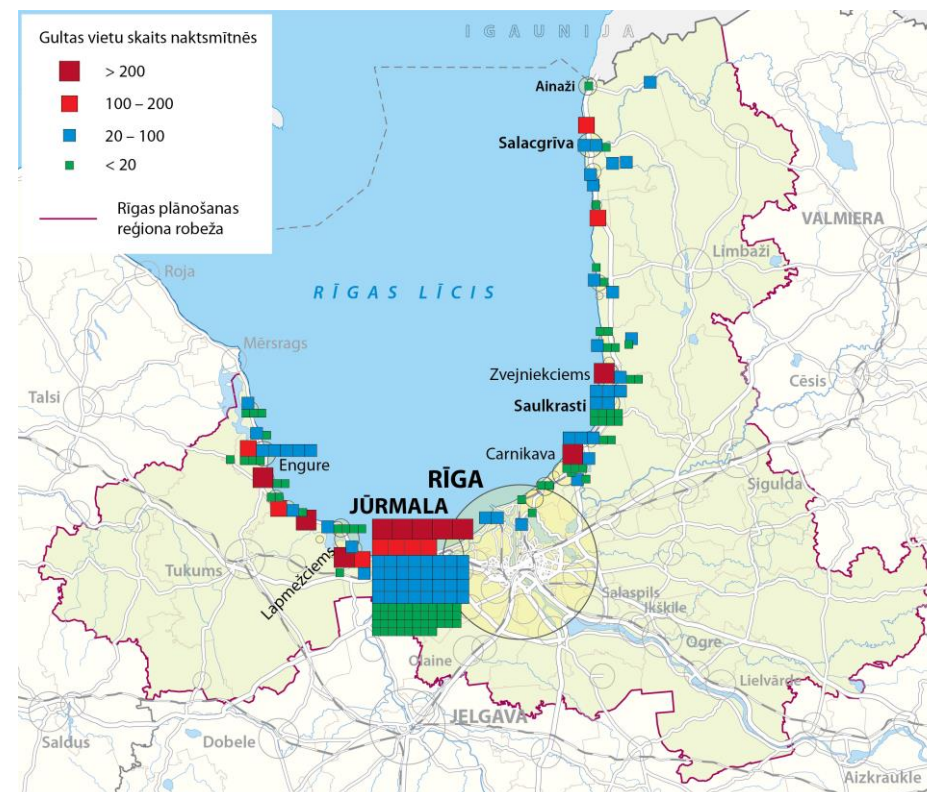 Gultas vietu skaits naktsmītnēs
> 200
100 – 200
20 – 100
< 20
Rīgas plānošanas
reģiona robeža
IGAUNIJA
Ainaži
Salacgrīva
VALMIERA
Limbaži
Roja
RĪGAS LĪCIS
Mērsrags
Talsi
Zvejniekciems
Cēsis
Saulkrasti
Carnikava
Engure
RĪGA
Sigulda
JŪRMALA
Lapmežciems
Tukums
Salaspils
Ikšķile
Ogre
Olaine
Lielvārde
JELGAVA
Saldus
Dobele
Aizkraukle